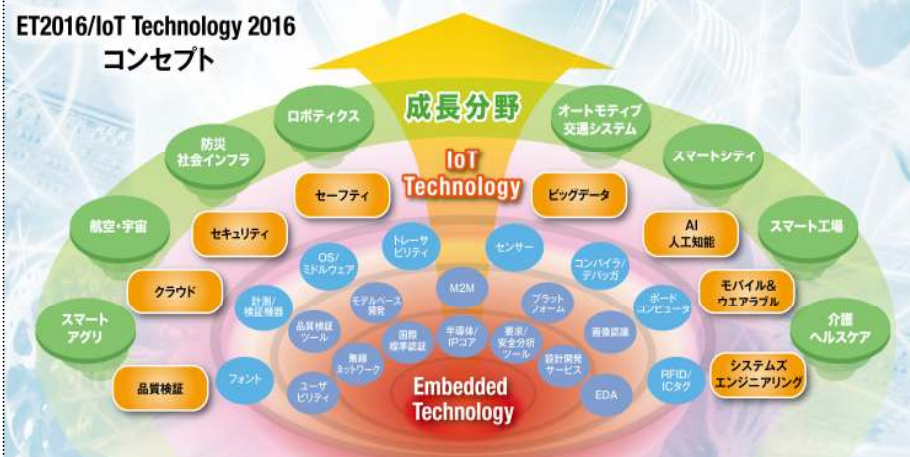 ET2016/IoT Technology 2016
コンセプト
成長分野
ロボティクス
オートモティブ
交通システム
防災
社会インフラ
スマートシティ
航空・宇宙
スマート工場
スマート
アグリ
介護
ヘルスケア
IoT
Technology
セーフティ
ビッグデータ
セキュリティ
AI
人工知能
クラウド
モバイル&
ウエアラブル
品質検証
システムズ
エンジニアリング
トレーサ
ビリティ
センサー
OS/
ミドルウェア
コンパイラ/
デバッガ
計測/
検証機器
ボード
コンピュータ
フォント
RFID/
ICタグ
M2M
モデルベース
開発
プラット
フォーム
品質検証
ツール
画像認識
国際
標準認証
半導体/
IPコア
要求/
安全分析
ツール
無線
ネットワーク
設計開発
サービス
ユーザ
ビリティ
EDA
Embedded
Technology